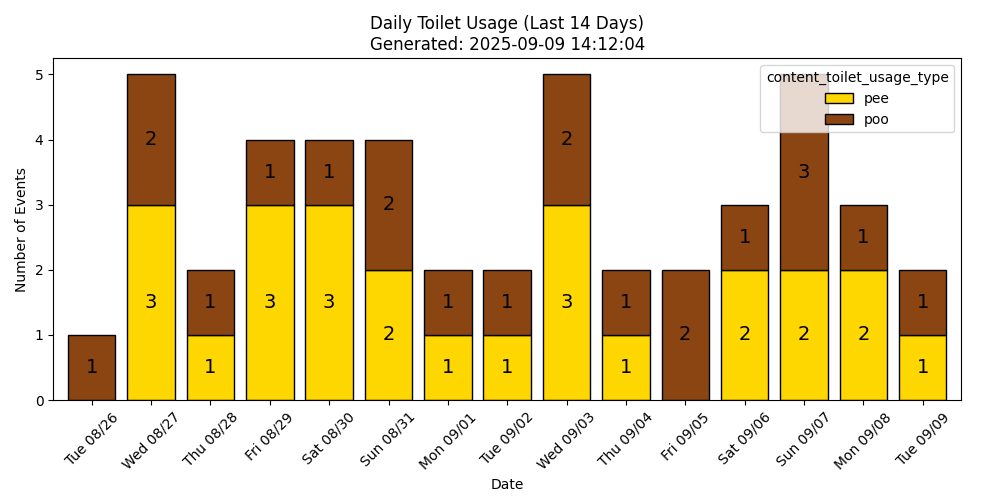 Daily Toilet Usage (Last 14 Days)
Generated: 2025-09-09 14:12:04
content_toilet_usage_type
pee
poo
Number of Events
5
4
3
2
1
0
1
3
2
1
1
3
1
3
1
2
2
1
1
1
1
3
2
1
1
2
2
1
2
3
2
1
1
1
Tue 08/26
Wed 08/27
Thu 08/28
Fri 08/29
Sat 08/30
Sun 08/31
Mon 09/01
Tue 09/02
Wed 09/03
Thu 09/04
Fri 09/05
Sat 09/06
Sun 09/07
Mon 09/08
Tue 09/09
Date